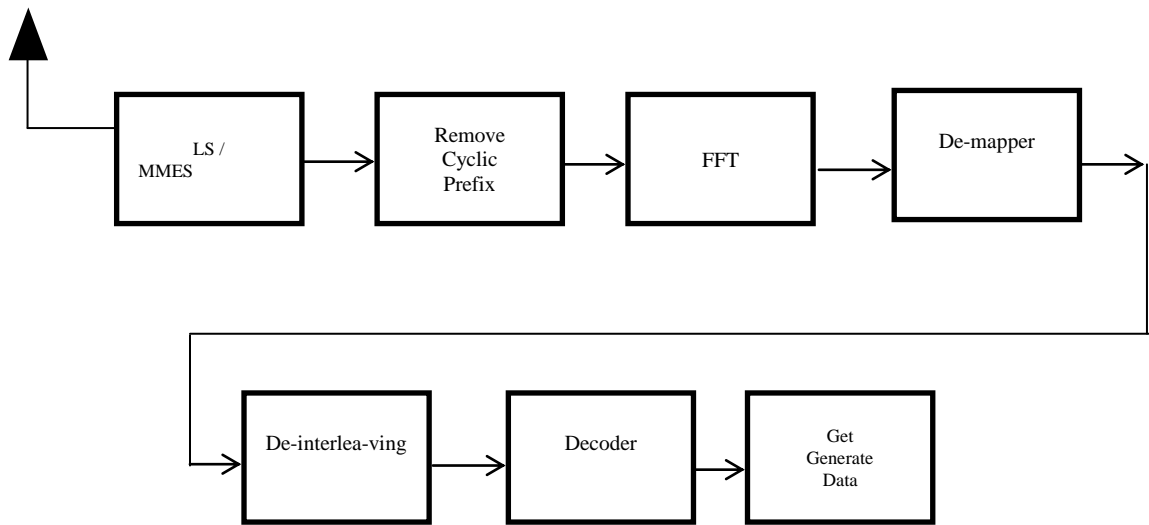 LS /
MMES
Remove
Cyclic
Prefix
FFT
De-mapper
De-interlea-ving
Decoder
Get
Generate
Data